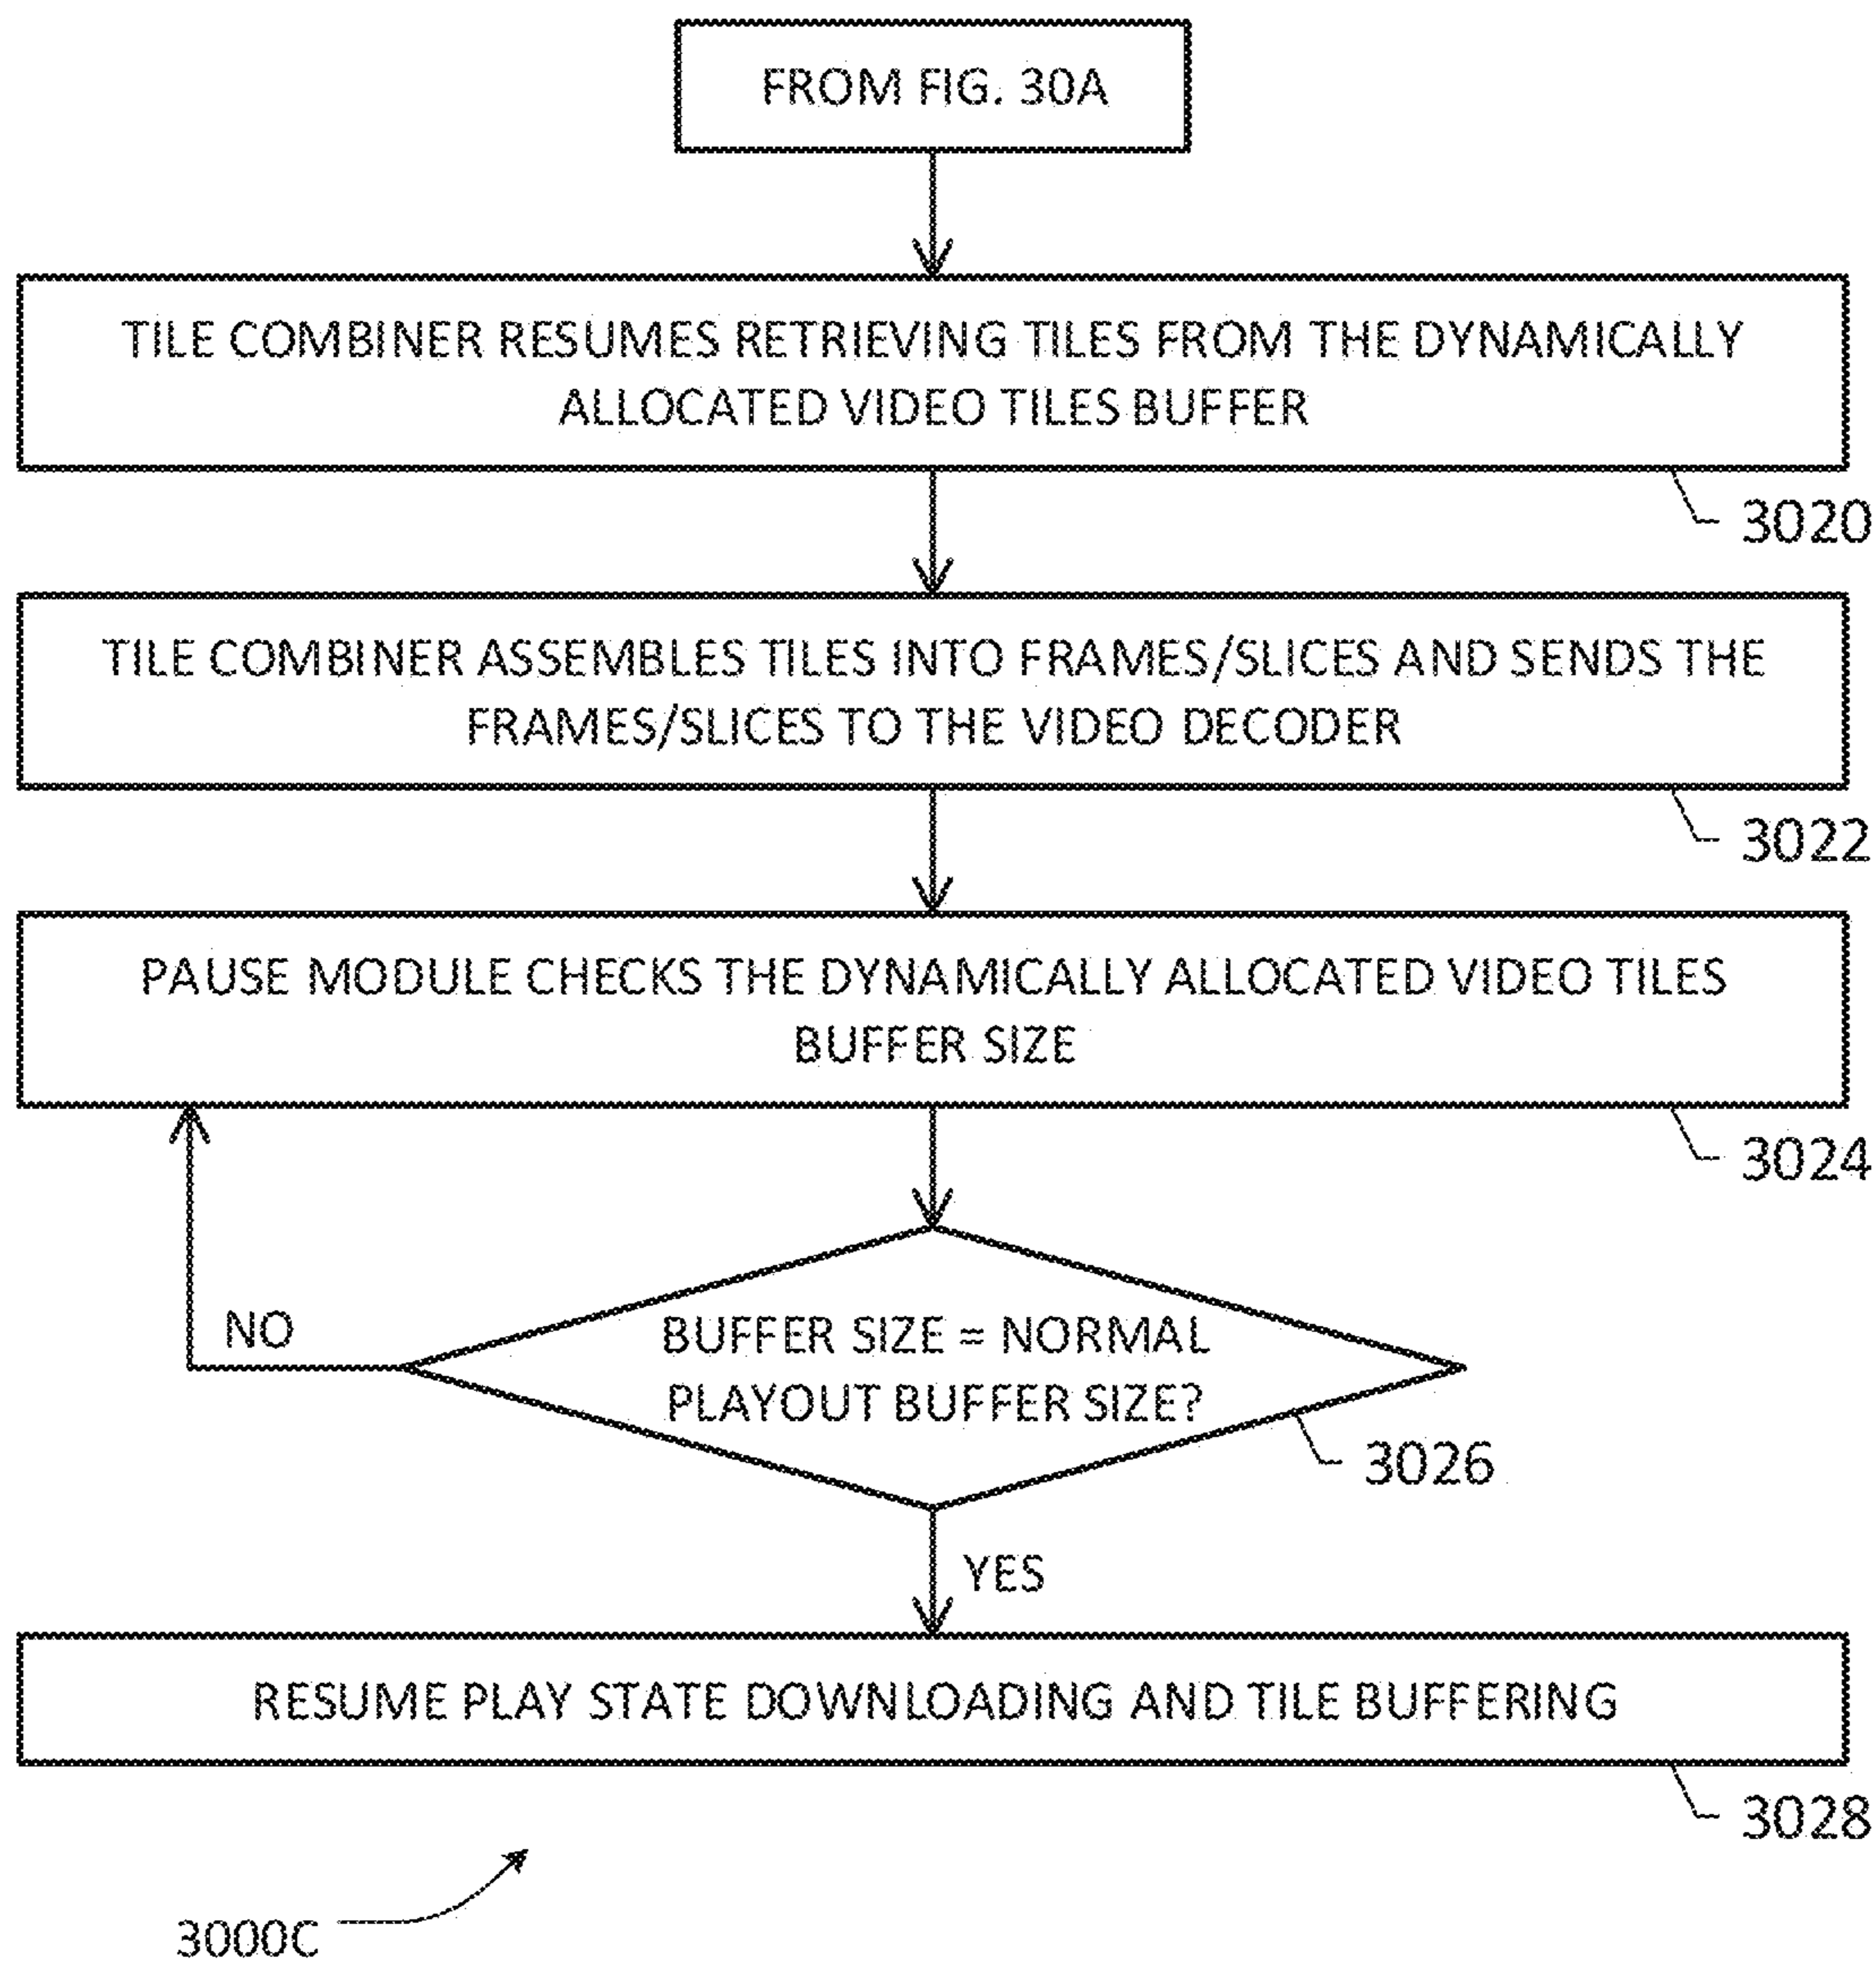 FROM FIG. 30A
TILE COMBINER RESUMES RETRIEVING TILES FROM THE DYNAMICALLY
ALLOCATED VIDEO TILES BUFFER
3020
TILE COMBINER ASSEMBLES TILES INTO FRAMES/SLICES AND SENDS THE
FRAMES/SLICES TO THE VIDEO DECODER
3022
PAUSE MODULE CHECKS THE DYNAMICALLY ALLOCATED VIDEO TILES
BUFFER SIZE
3024
NO
BUFFER SIZE = NORMAL
PLAYOUT BUFFER SIZE?
3026
YES
RESUME PLAY STATE DOWNLOADING AND TILE BUFFERING
3028
3000C